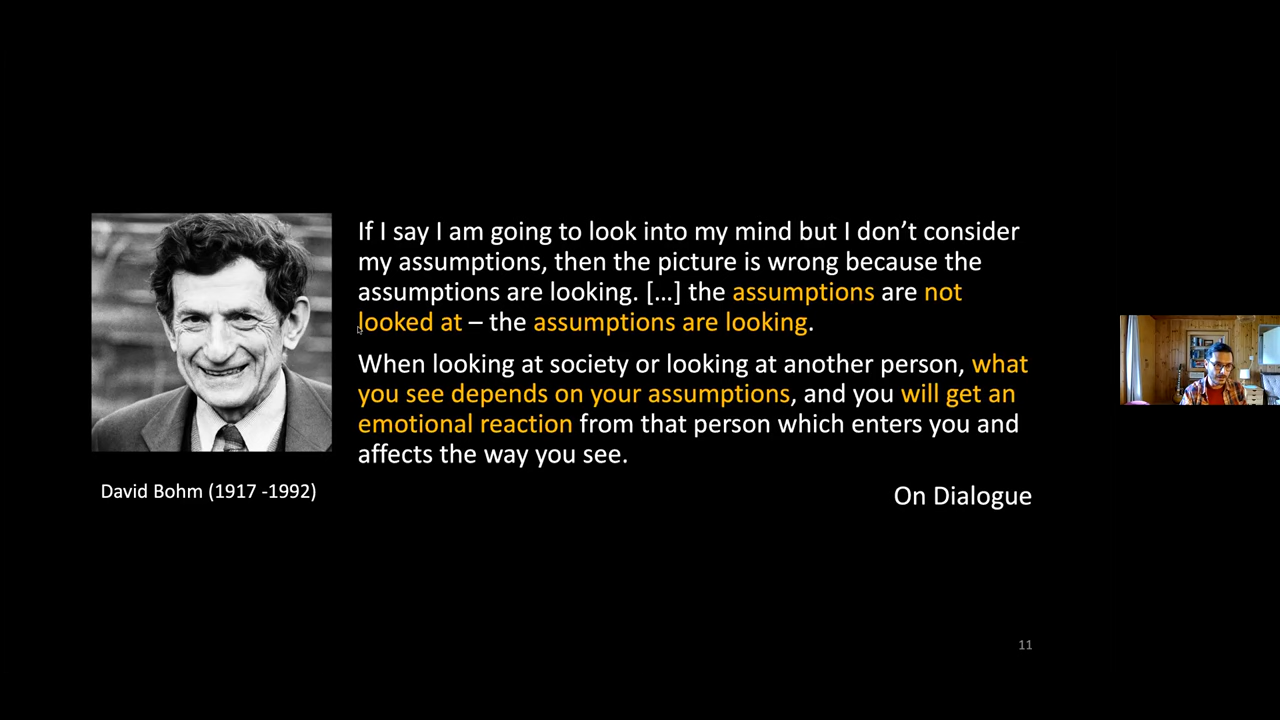 If I say I am going to look into my mind but I don’t consider
my assumptions, then the picture is wrong because the
assumptions are looking. […] the assumptions are not
looked at – the assumptions are looking.
When looking at society or looking at another person, what
you see depends on your assumptions, and you will get an
emotional reaction from that person which enters you and
affects the way you see.
David Bohm (1917 -1992)
On Dialogue
11